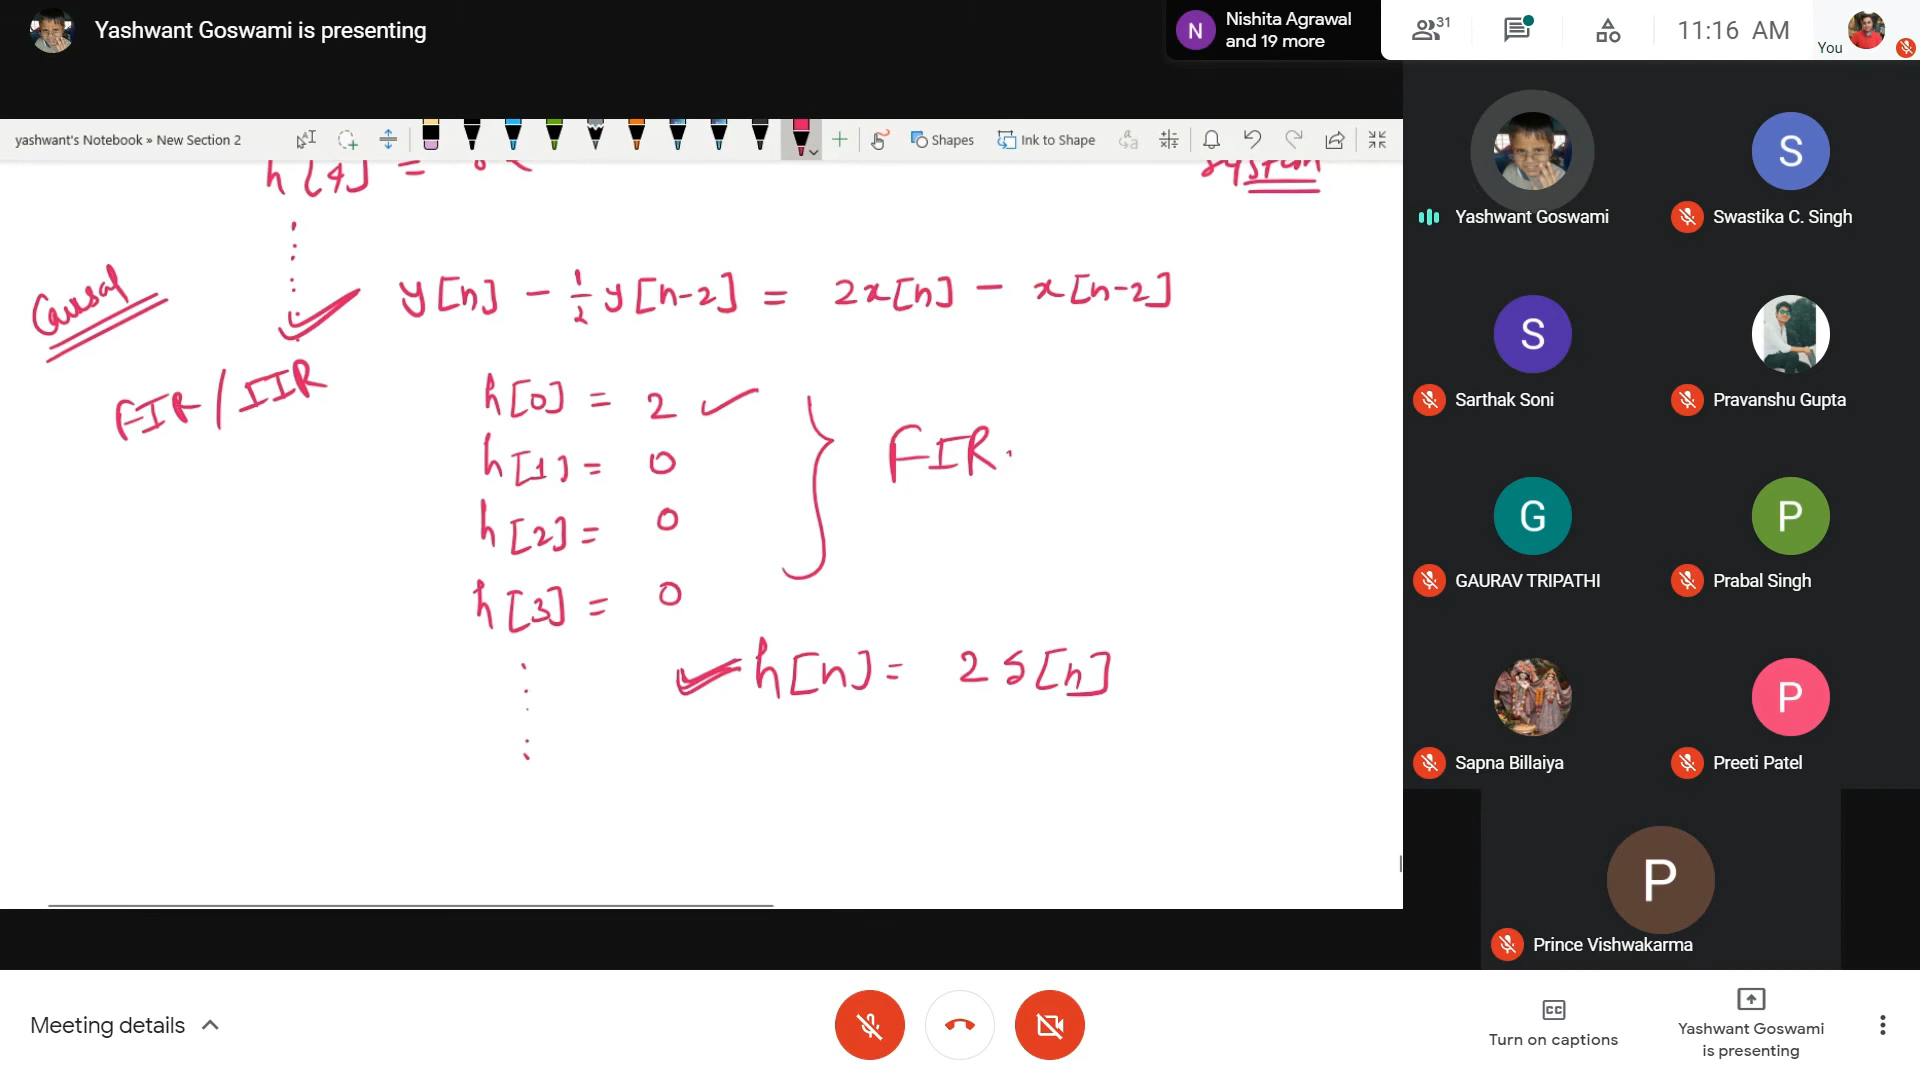 Yashwant Goswami is presenting
N
Nishita Agrawal
and 19 more
31
11:16 AM
You
yashwant's Notebook » New Section 2
Shapes
Ink to Shape
h[4] =
system
Causal
y[n] - 1/2 y[n-2] = 2x[n] - x[n-2]
FIR / IIR
h[0] = 2
h[1] = 0
FIR.
h[2] = 0
h[3] = 0
h[n] = 2 δ[n]
Yashwant Goswami
S
Swastika C. Singh
S
Sarthak Soni
Pravanshu Gupta
G
GAURAV TRIPATHI
P
Prabal Singh
Sapna Billaiya
P
Preeti Patel
P
Prince Vishwakarma
Meeting details
CC
Turn on captions
Yashwant Goswami
is presenting